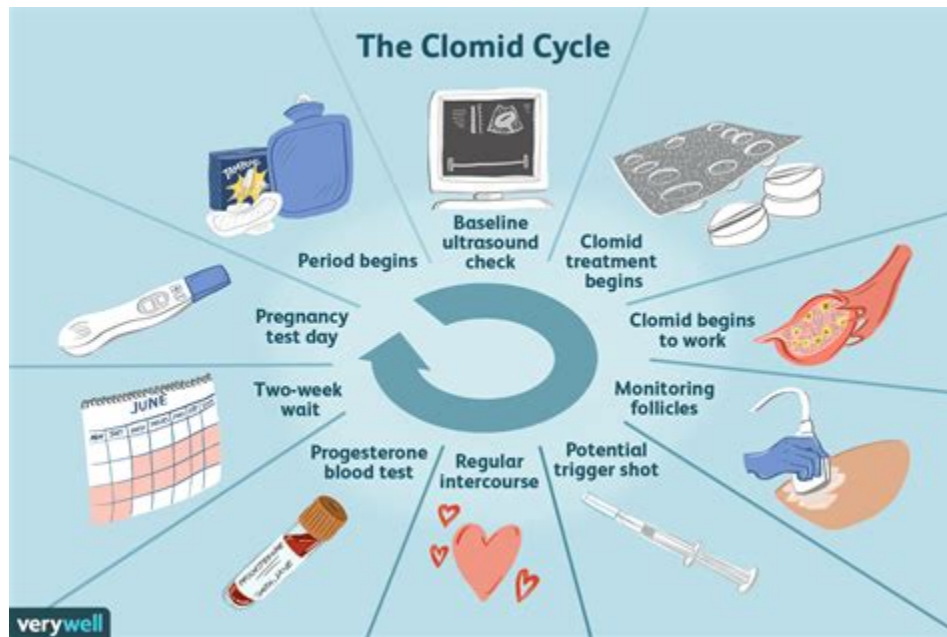 The Clomid Cycle
Period begins
Baseline
ultrasound
check
Clomid
treatment
begins
Clomid begins
to work
Monitoring
follicles
Potential
trigger shot
Regular
intercourse
Progesterone
blood test
Two-week
wait
Pregnancy
test day
JUNE
verywell